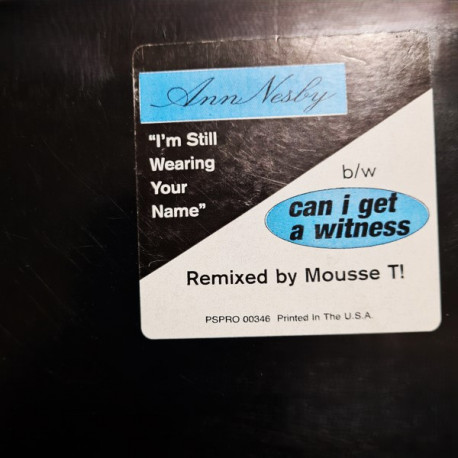 Ann Nesby
"I'm Still
Wearing
Your
Name"
b/w
can i get
a witness
Remixed by Mousse T!
PSPRO 00346 Printed In The U.S.A.